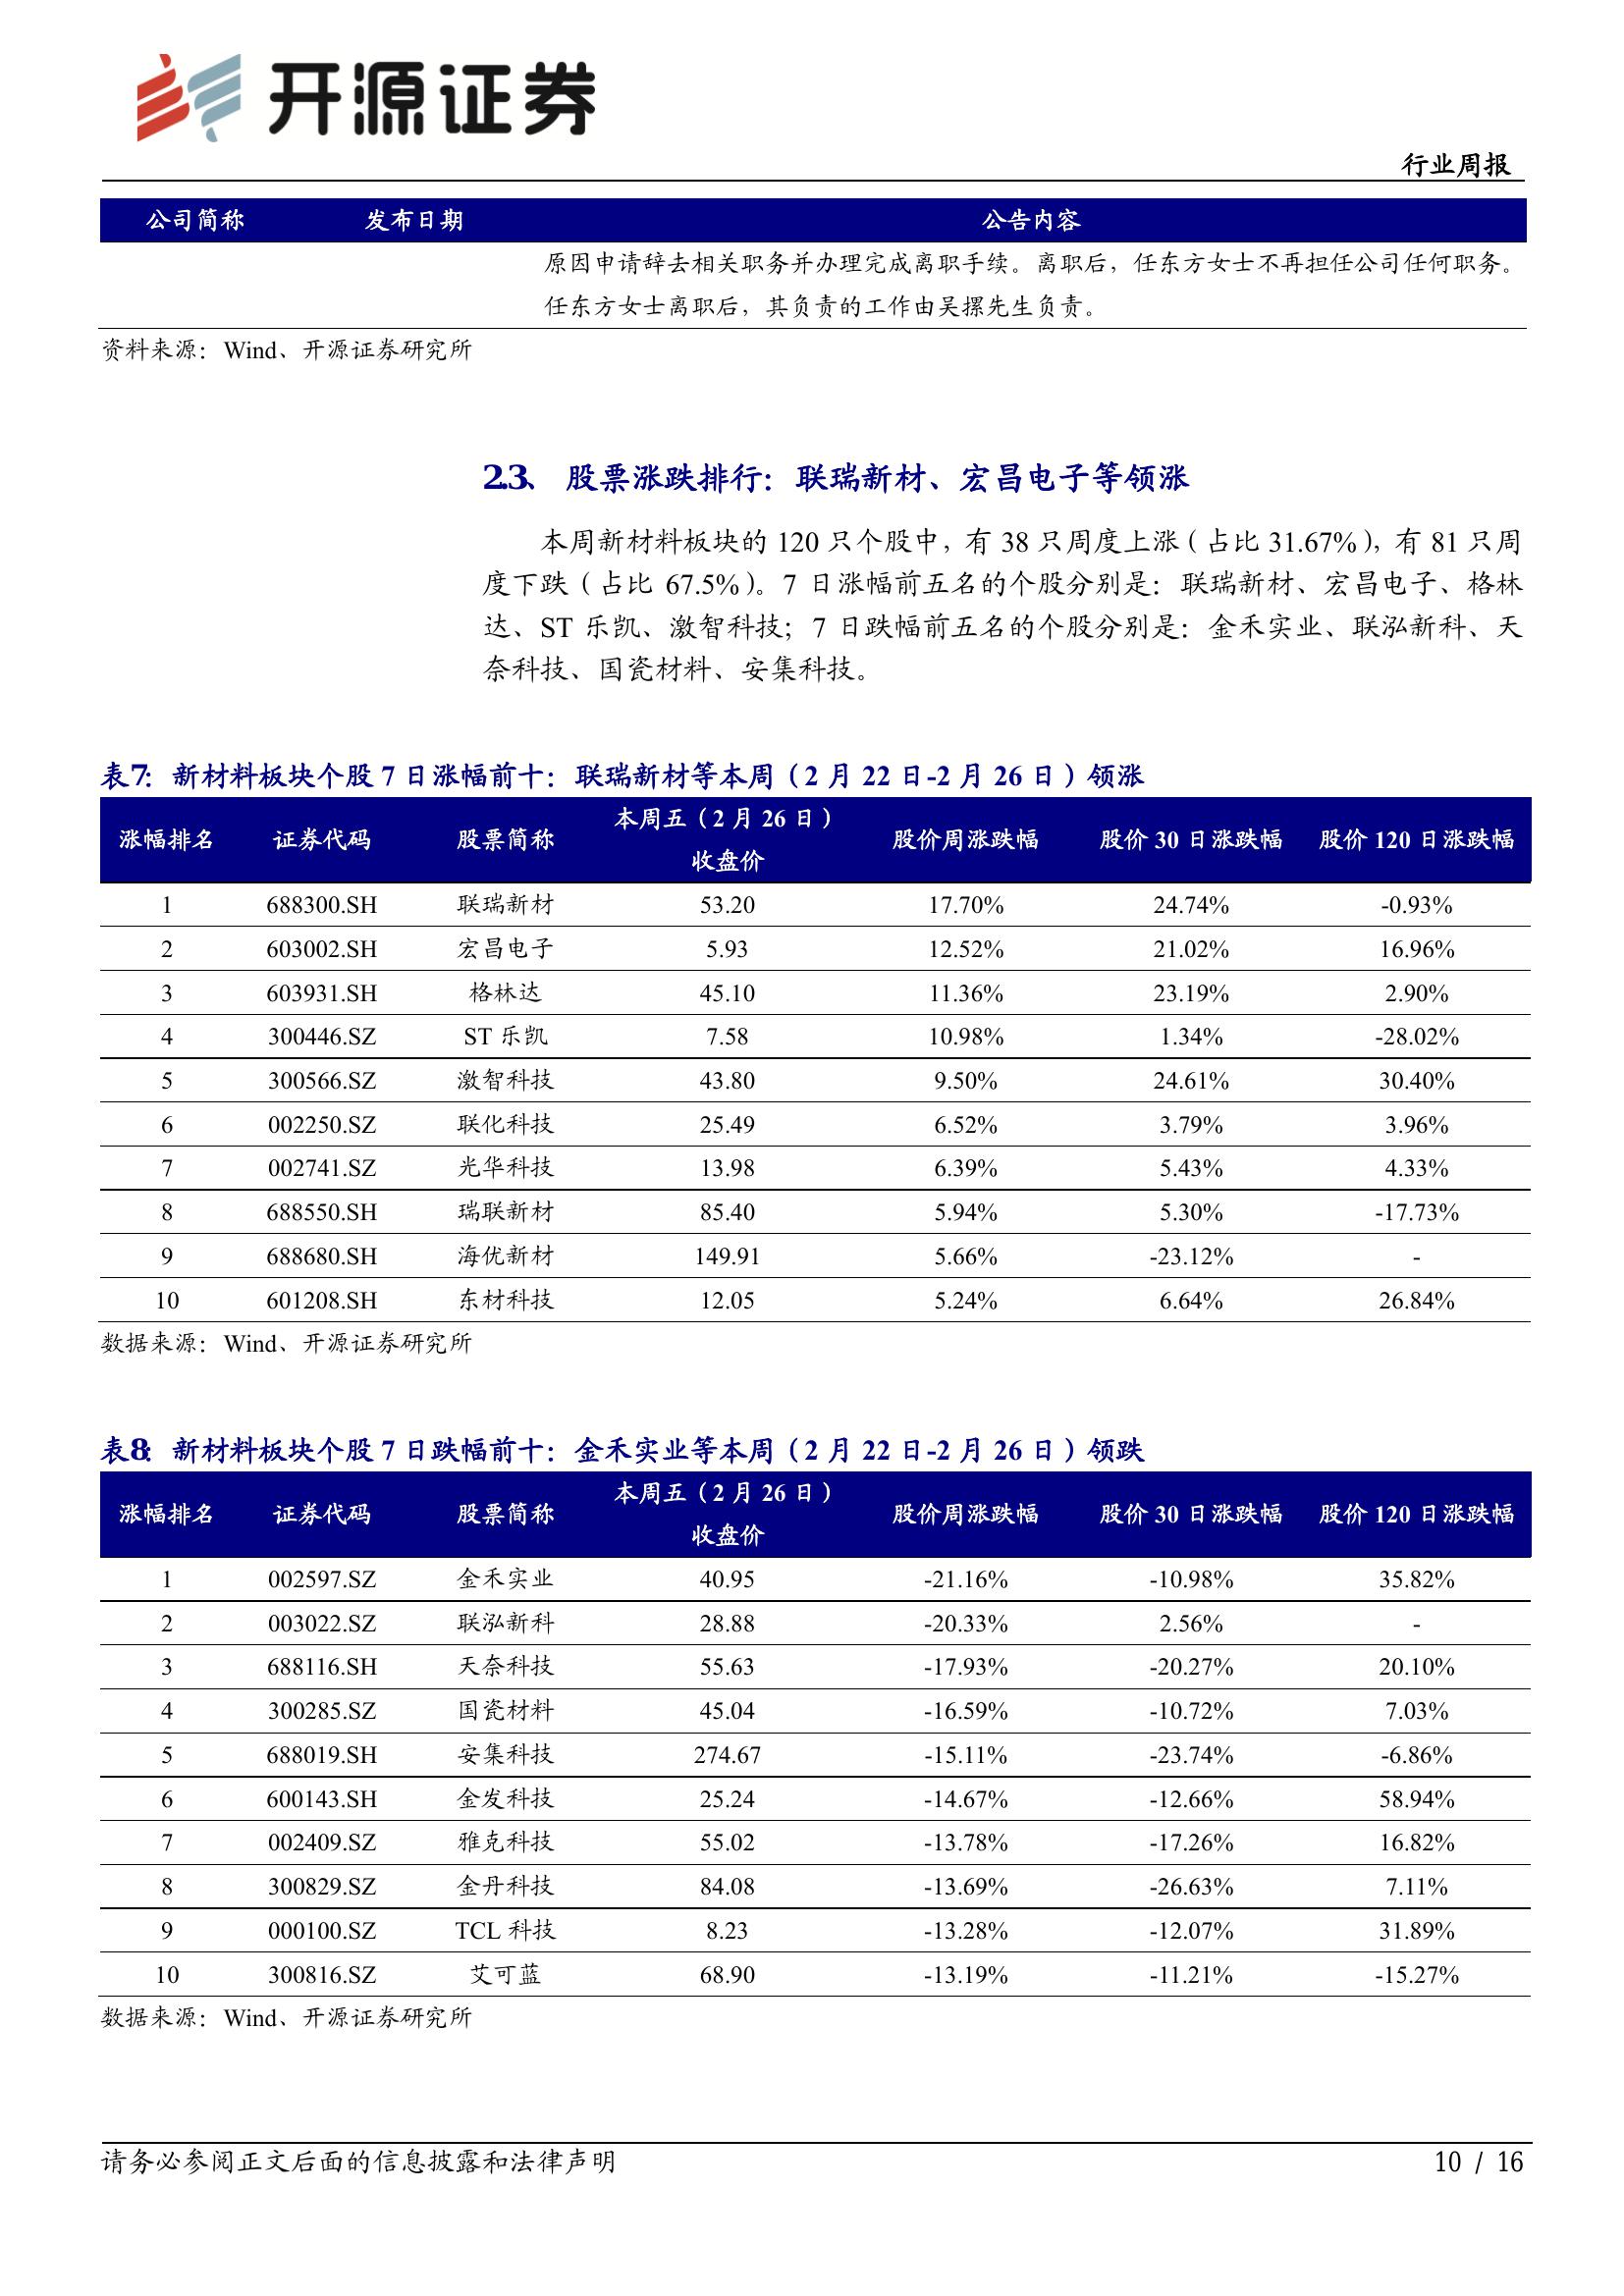 开源证券
行业周报
公司简称 发布日期 公告内容
原因申请辞去相关职务并办理完成离职手续。离职后，任东方女士不再担任公司任何职务。
任东方女士离职后，其负责的工作由吴摞先生负责。
资料来源：Wind、开源证券研究所
2.3、 股票涨跌排行：联瑞新材、宏昌电子等领涨
本周新材料板块的 120 只个股中，有 38 只周度上涨（占比 31.67%），有 81 只周
度下跌（占比 67.5%）。7 日涨幅前五名的个股分别是：联瑞新材、宏昌电子、格林
达、ST 乐凯、激智科技；7 日跌幅前五名的个股分别是：金禾实业、联泓新科、天
奈科技、国瓷材料、安集科技。
表7：新材料板块个股 7 日涨幅前十：联瑞新材等本周（2 月 22 日-2 月 26 日）领涨
涨幅排名 证券代码 股票简称 本周五（2 月 26 日）收盘价 股价周涨跌幅 股价 30 日涨跌幅 股价 120 日涨跌幅
1 688300.SH 联瑞新材 53.20 17.70% 24.74% -0.93%
2 603002.SH 宏昌电子 5.93 12.52% 21.02% 16.96%
3 603931.SH 格林达 45.10 11.36% 23.19% 2.90%
4 300446.SZ ST 乐凯 7.58 10.98% 1.34% -28.02%
5 300566.SZ 激智科技 43.80 9.50% 24.61% 30.40%
6 002250.SZ 联化科技 25.49 6.52% 3.79% 3.96%
7 002741.SZ 光华科技 13.98 6.39% 5.43% 4.33%
8 688550.SH 瑞联新材 85.40 5.94% 5.30% -17.73%
9 688680.SH 海优新材 149.91 5.66% -23.12% -
10 601208.SH 东材科技 12.05 5.24% 6.64% 26.84%
数据来源：Wind、开源证券研究所
表8：新材料板块个股 7 日跌幅前十：金禾实业等本周（2 月 22 日-2 月 26 日）领跌
涨幅排名 证券代码 股票简称 本周五（2 月 26 日）收盘价 股价周涨跌幅 股价 30 日涨跌幅 股价 120 日涨跌幅
1 002597.SZ 金禾实业 40.95 -21.16% -10.98% 35.82%
2 003022.SZ 联泓新科 28.88 -20.33% 2.56% -
3 688116.SH 天奈科技 55.63 -17.93% -20.27% 20.10%
4 300285.SZ 国瓷材料 45.04 -16.59% -10.72% 7.03%
5 688019.SH 安集科技 274.67 -15.11% -23.74% -6.86%
6 600143.SH 金发科技 25.24 -14.67% -12.66% 58.94%
7 002409.SZ 雅克科技 55.02 -13.78% -17.26% 16.82%
8 300829.SZ 金丹科技 84.08 -13.69% -26.63% 7.11%
9 000100.SZ TCL 科技 8.23 -13.28% -12.07% 31.89%
10 300816.SZ 艾可蓝 68.90 -13.19% -11.21% -15.27%
数据来源：Wind、开源证券研究所
请务必参阅正文后面的信息披露和法律声明 10 / 16